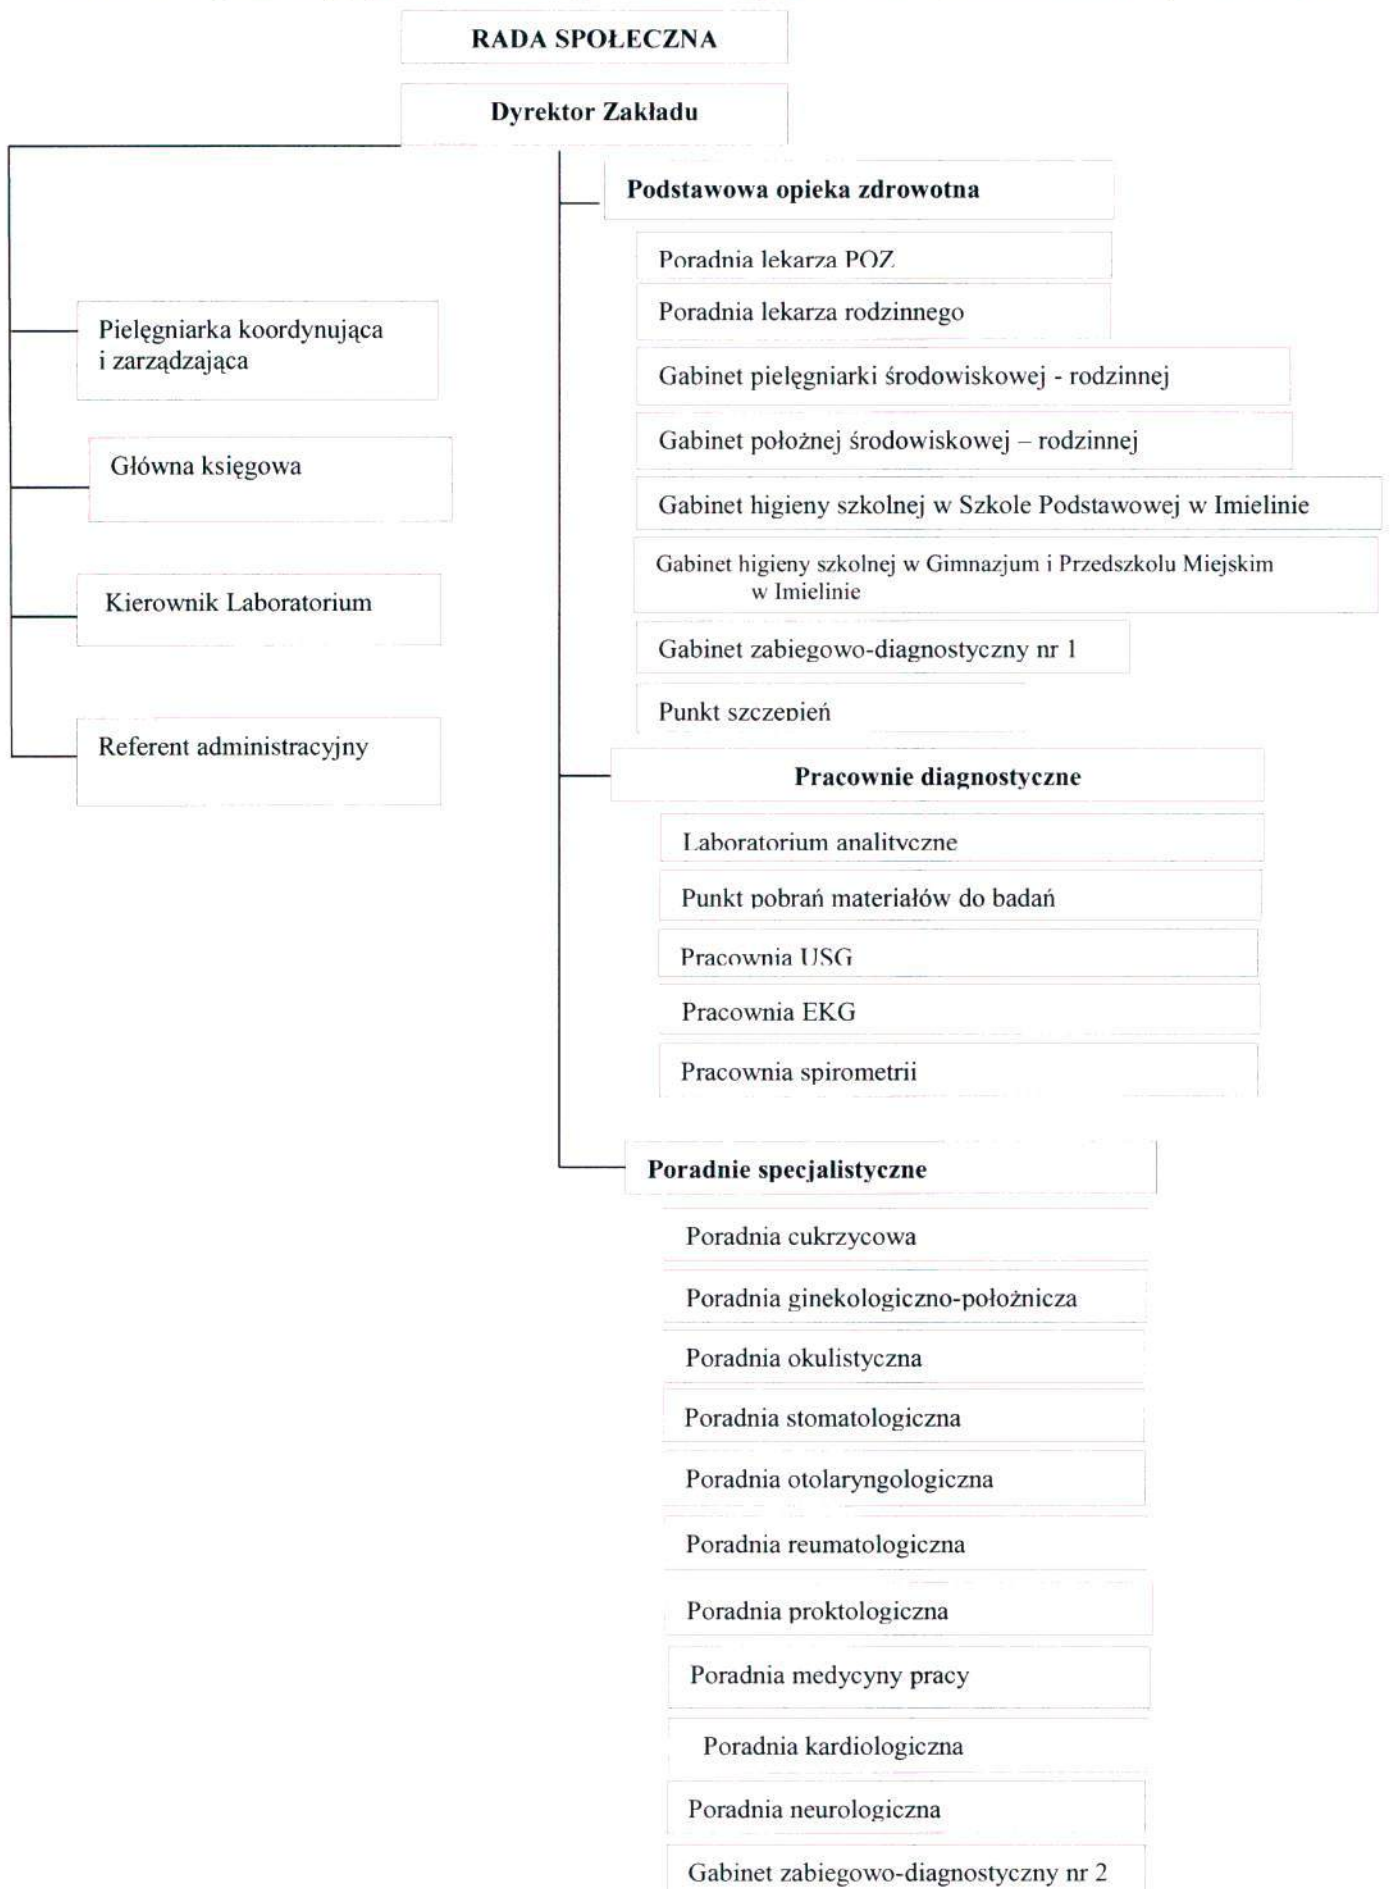 RADA SPOŁECZNA
Dyrektor Zakładu
Pielęgniarka koordynująca
i zarządzająca
Główna księgowa
Kierownik Laboratorium
Referent administracyjny
Podstawowa opieka zdrowotna
Poradnia lekarza POZ
Poradnia lekarza rodzinnego
Gabinet pielęgniarki środowiskowej - rodzinnej
Gabinet położnej środowiskowej – rodzinnej
Gabinet higieny szkolnej w Szkole Podstawowej w Imielinie
Gabinet higieny szkolnej w Gimnazjum i Przedszkolu Miejskim
w Imielinie
Gabinet zabiegowo-diagnostyczny nr 1
Punkt szczepień
Pracownie diagnostyczne
Laboratorium analityczne
Punkt pobrań materiałów do badań
Pracownia USG
Pracownia EKG
Pracownia spirometrii
Poradnie specjalistyczne
Poradnia cukrzycowa
Poradnia ginekologiczno-położnicza
Poradnia okulistyczna
Poradnia stomatologiczna
Poradnia otolaryngologiczna
Poradnia reumatologiczna
Poradnia proktologiczna
Poradnia medycyny pracy
Poradnia kardiologiczna
Poradnia neurologiczna
Gabinet zabiegowo-diagnostyczny nr 2